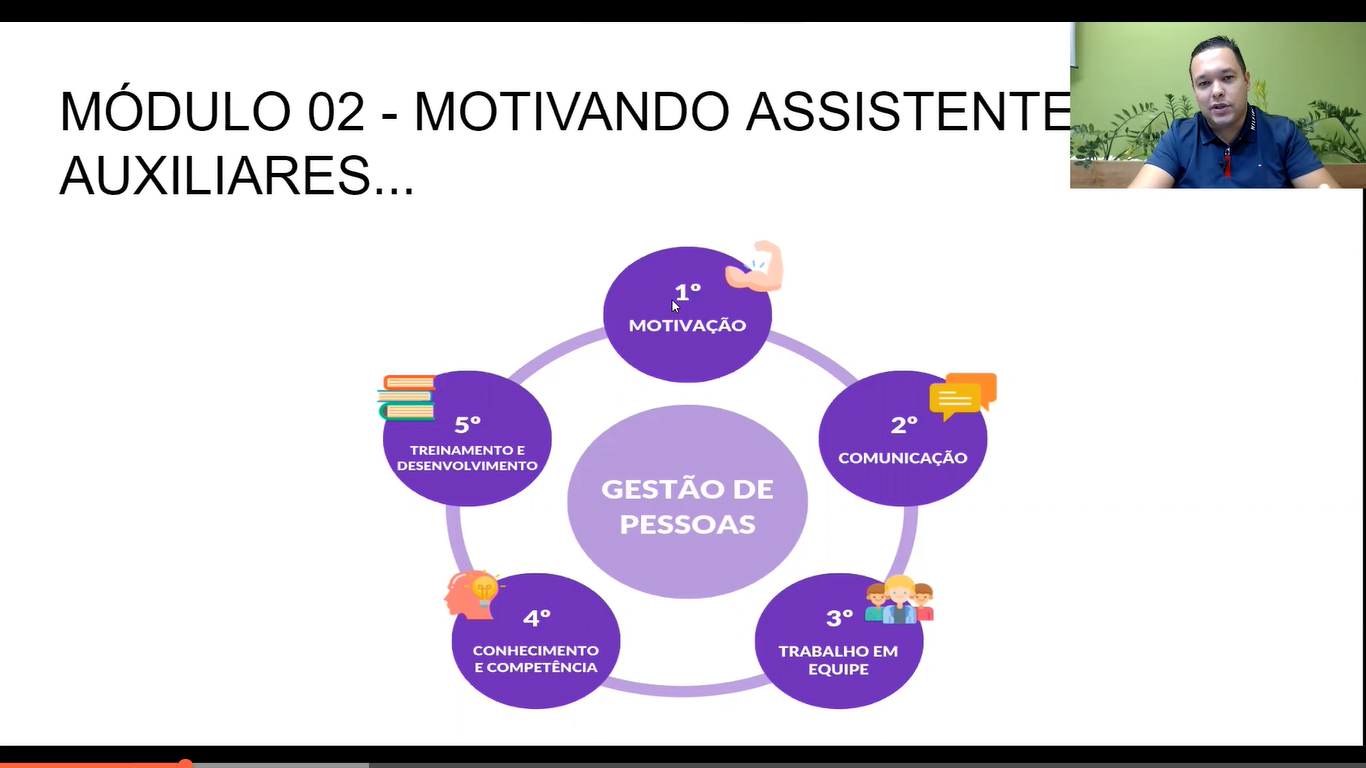 MÓDULO 02 - MOTIVANDO ASSISTENTE
AUXILIARES...
1º
MOTIVAÇÃO
2º
COMUNICAÇÃO
3º
TRABALHO EM
EQUIPE
4º
CONHECIMENTO
E COMPETÊNCIA
5º
TREINAMENTO E
DESENVOLVIMENTO
GESTÃO DE
PESSOAS